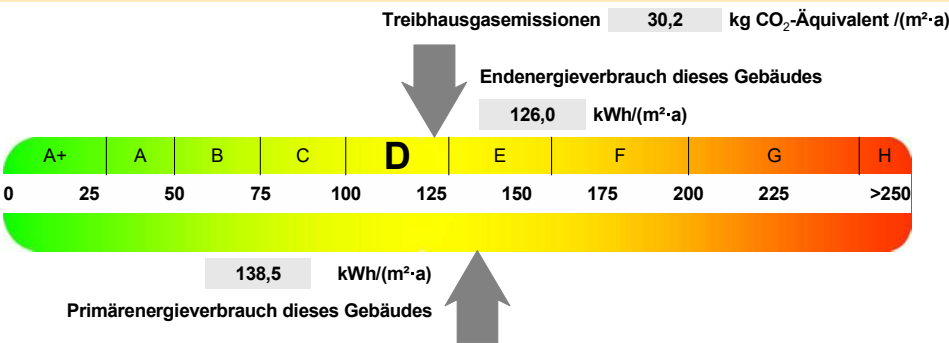 Treibhausgasemissionen 30,2 kg CO₂-Äquivalent /(m²·a)
Endenergieverbrauch dieses Gebäudes
126,0 kWh/(m²·a)
A+ A B C D E F G H
0 25 50 75 100 125 150 175 200 225 >250
138,5 kWh/(m²·a)
Primärenergieverbrauch dieses Gebäudes